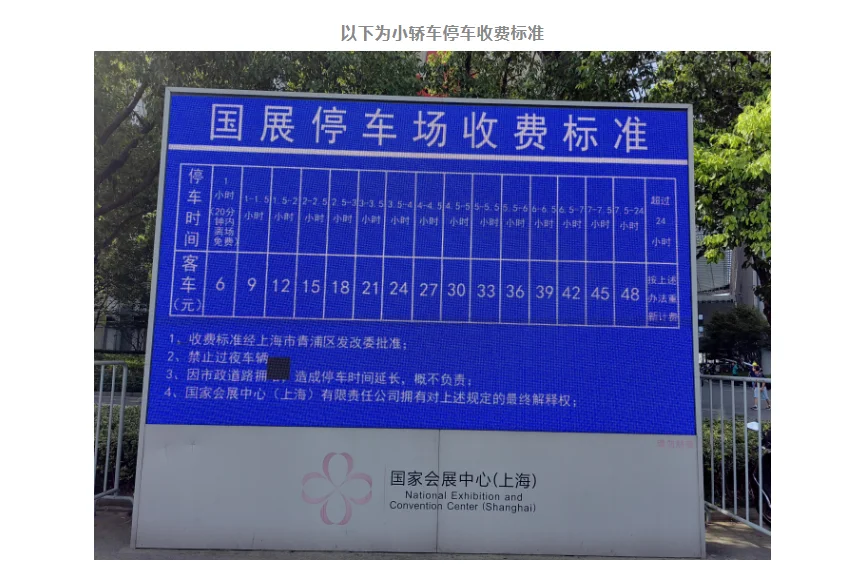 以下为小轿车停车收费标准
国展停车场收费标准
停车时间 1小时(20分钟内离场免费) 1-1.5小时 1.5-2小时 2-2.5小时 2.5-3小时 3-3.5小时 3.5-4小时 4-4.5小时 4.5-5小时 5-5.5小时 5.5-6小时 6-6.5小时 6.5-7小时 7-7.5小时 7.5-24小时 超过24小时
客车(元) 6 9 12 15 18 21 24 27 30 33 36 39 42 45 48 按上述办法重新计费
1、收费标准经上海市青浦区发改委批准;
2、禁止过夜车辆
3、因市政道路拥 造成停车时间延长,概不负责;
4、国家会展中心(上海)有限责任公司拥有对上述规定的最终解释权;
国家会展中心(上海)
National Exhibition and
Convention Center (Shanghai)